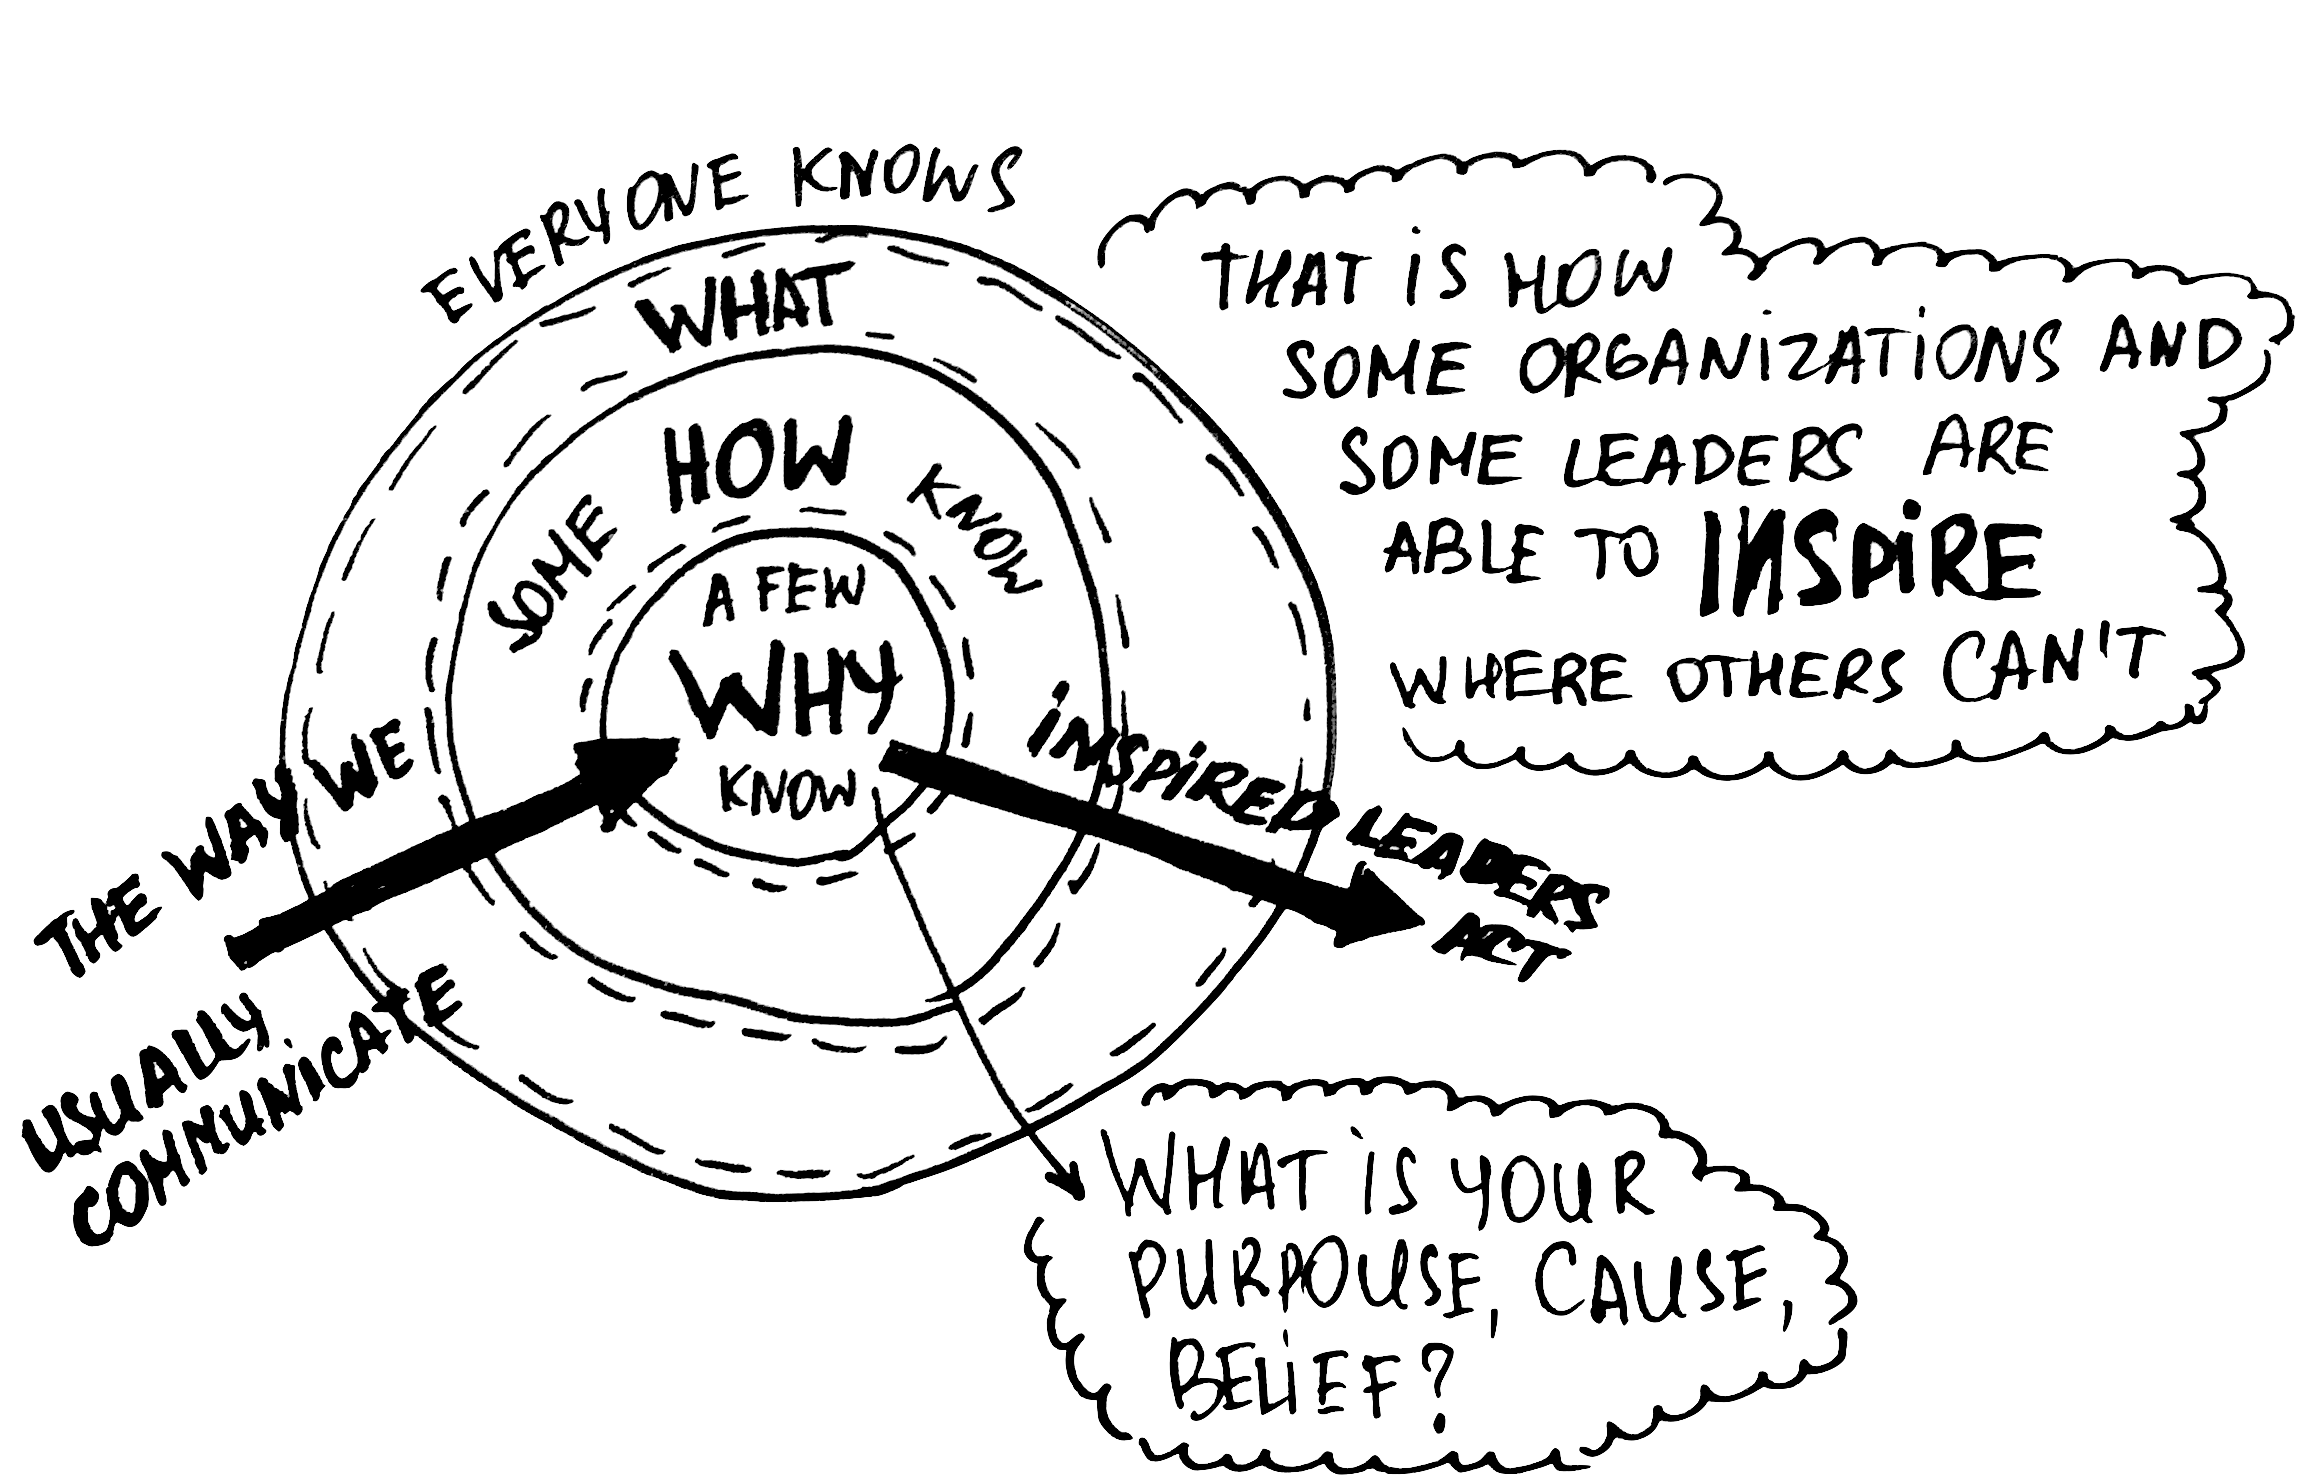 EVERYONE KNOWS
WHAT
HOW
SOME KNOW
A FEW
WHY
KNOW
THE WAY WE
USUALLY
COMMUNICATE
INSPIRED LEADERS
ACT
THAT IS HOW
SOME ORGANIZATIONS AND
SOME LEADERS ARE
ABLE TO INSPIRE
WHERE OTHERS CAN'T
WHAT IS YOUR
PURPOUSE, CAUSE,
BELIEF?